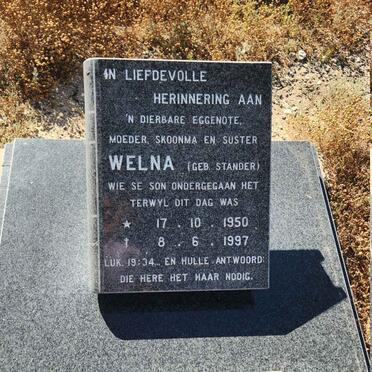 IN LIEFDEVOLLE
HERINNERING AAN
'N DIERBARE EGGENOTE,
MOEDER, SKOONMA EN SUSTER
WELNA (GEB. STANDER)
WIE SE SON ONDERGEGAAN HET
TERWYL DIT DAG WAS
★ 17 . 10 . 1950
† 8 . 6 . 1997
LUK. 19:34... EN HULLE ANTWOORD:
DIE HERE HET HAAR NODIG.